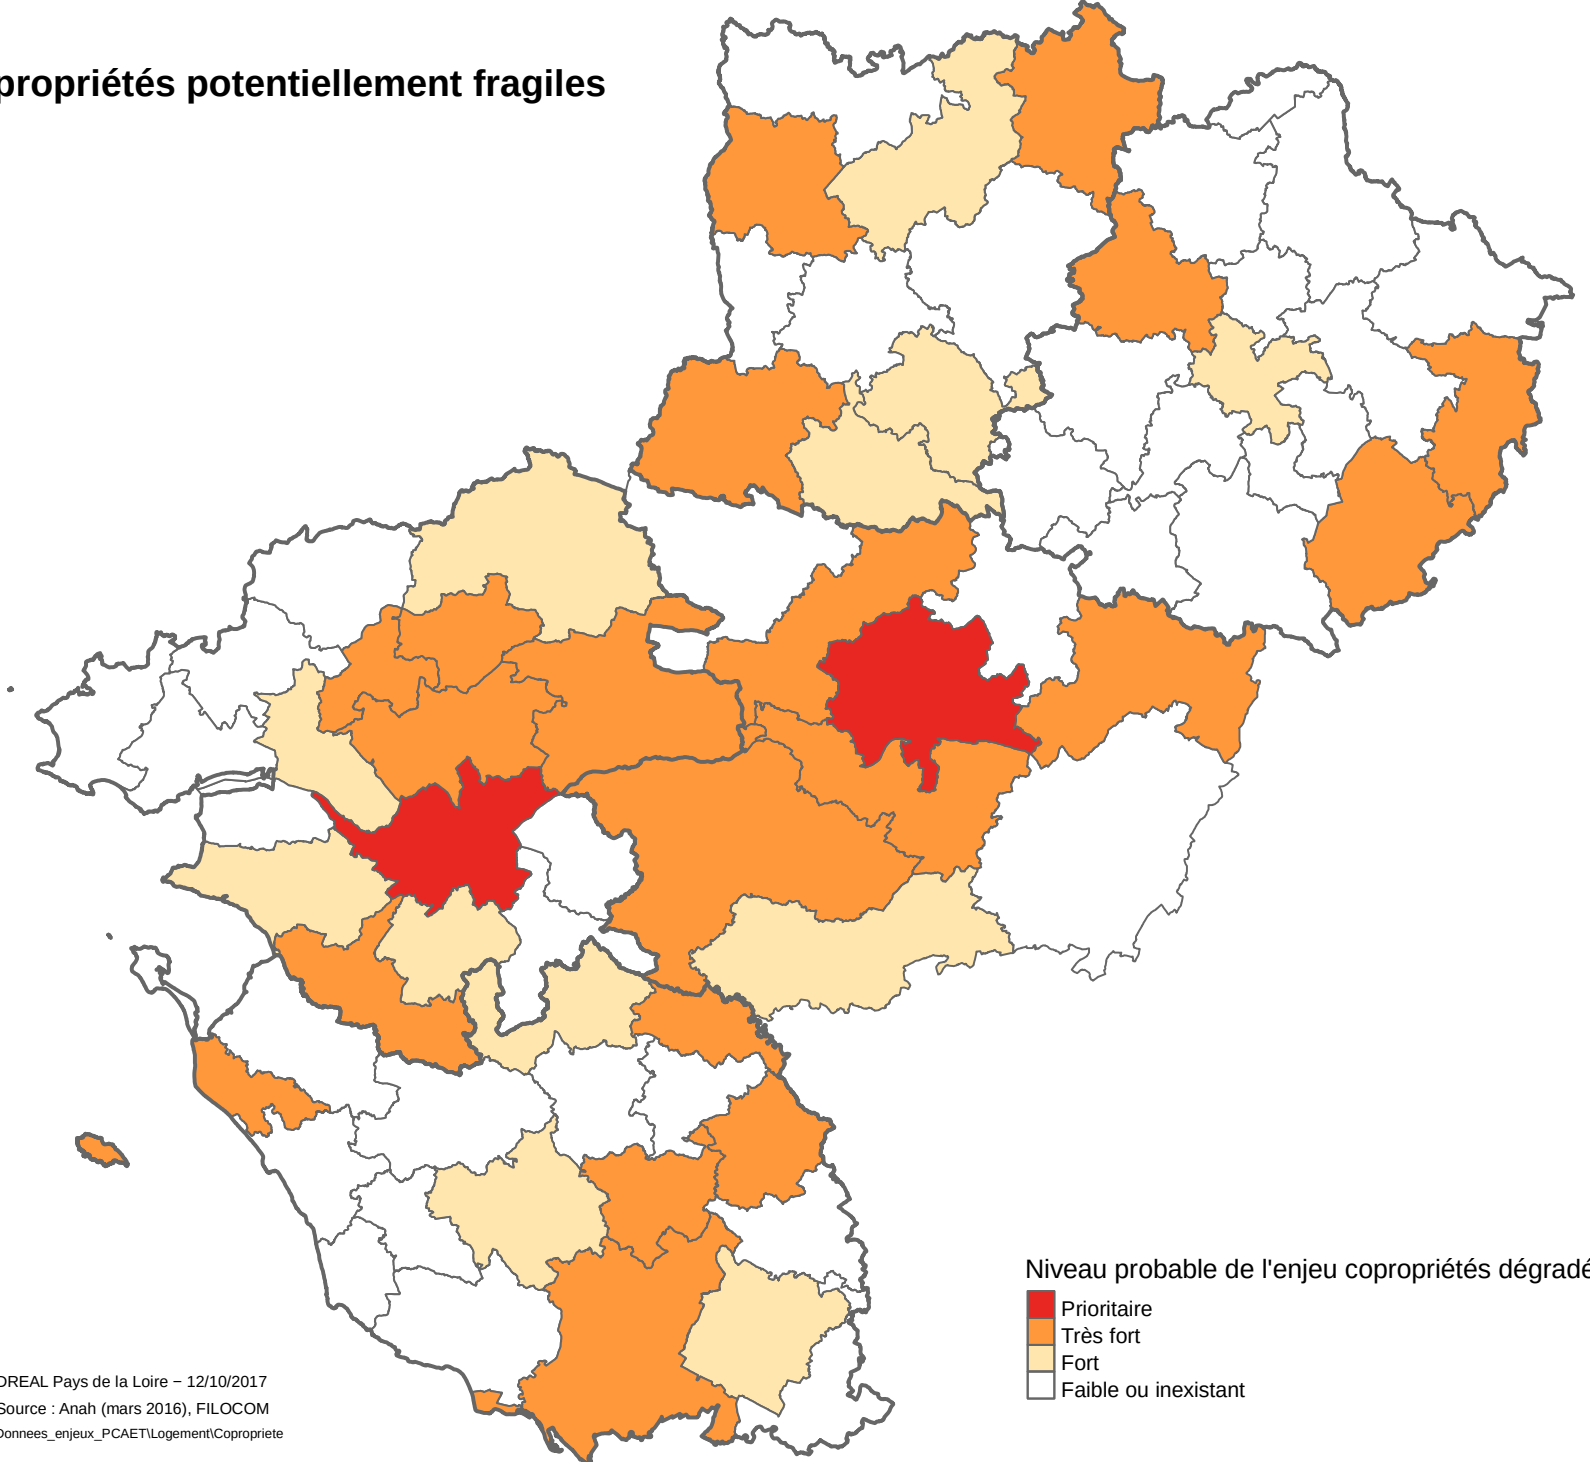 propriétés potentiellement fragiles
Niveau probable de l'enjeu copropriétés dégradé
Prioritaire
Très fort
Fort
Faible ou inexistant
DREAL Pays de la Loire − 12/10/2017
Source : Anah (mars 2016), FILOCOM
Donnees_enjeux_PCAET\Logement\Copropriete